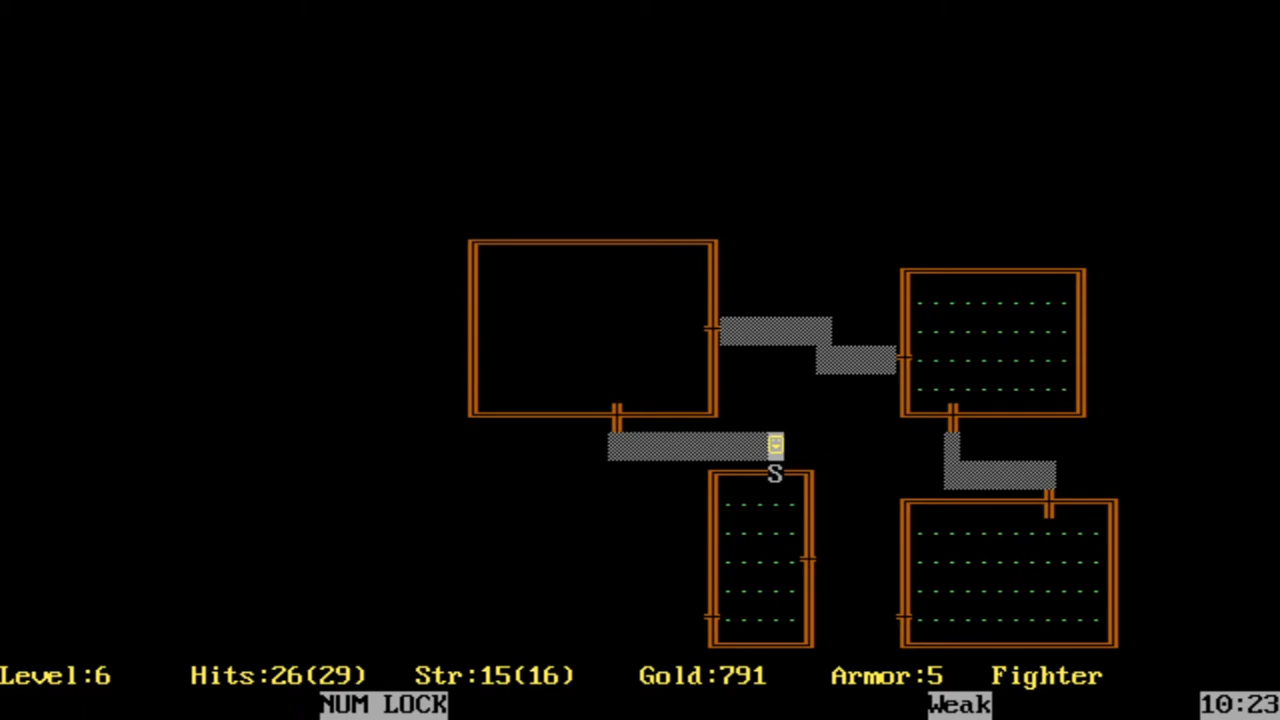 S
Level:6 Hits:26(29) Str:15(16) Gold:791 Armor:5 Fighter
NUM LOCK Weak 10:23